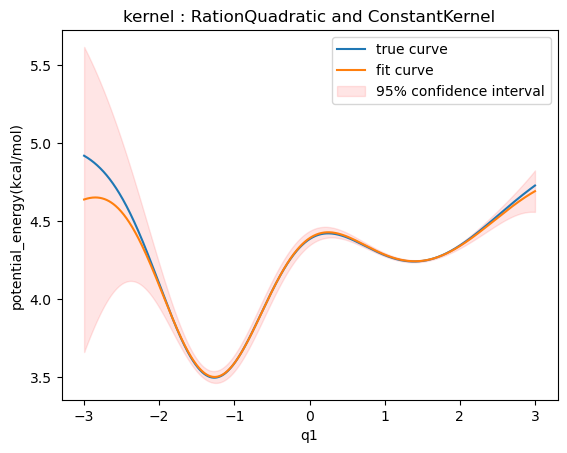 kernel : RationQuadratic and ConstantKernel
true curve
fit curve
95% confidence interval
potential_energy(kcal/mol)
5.5
5.0
4.5
4.0
3.5
−3 −2 −1 0 1 2 3
q1